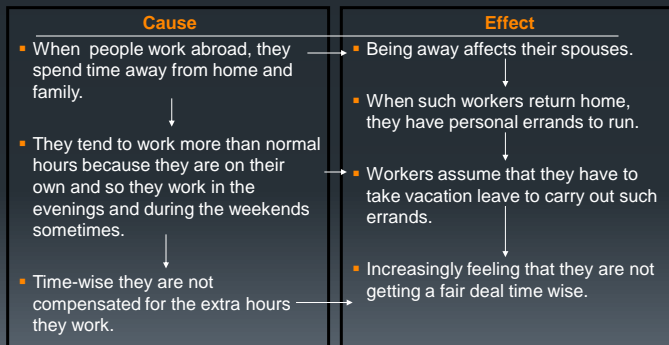 Cause
▪ When people work abroad, they
spend time away from home and
family.
▪ They tend to work more than normal
hours because they are on their
own and so they work in the
evenings and during the weekends
sometimes.
▪ Time-wise they are not
compensated for the extra hours
they work.
Effect
▪ Being away affects their spouses.
▪ When such workers return home,
they have personal errands to run.
▪ Workers assume that they have to
take vacation leave to carry out such
errands.
▪ Increasingly feeling that they are not
getting a fair deal time wise.